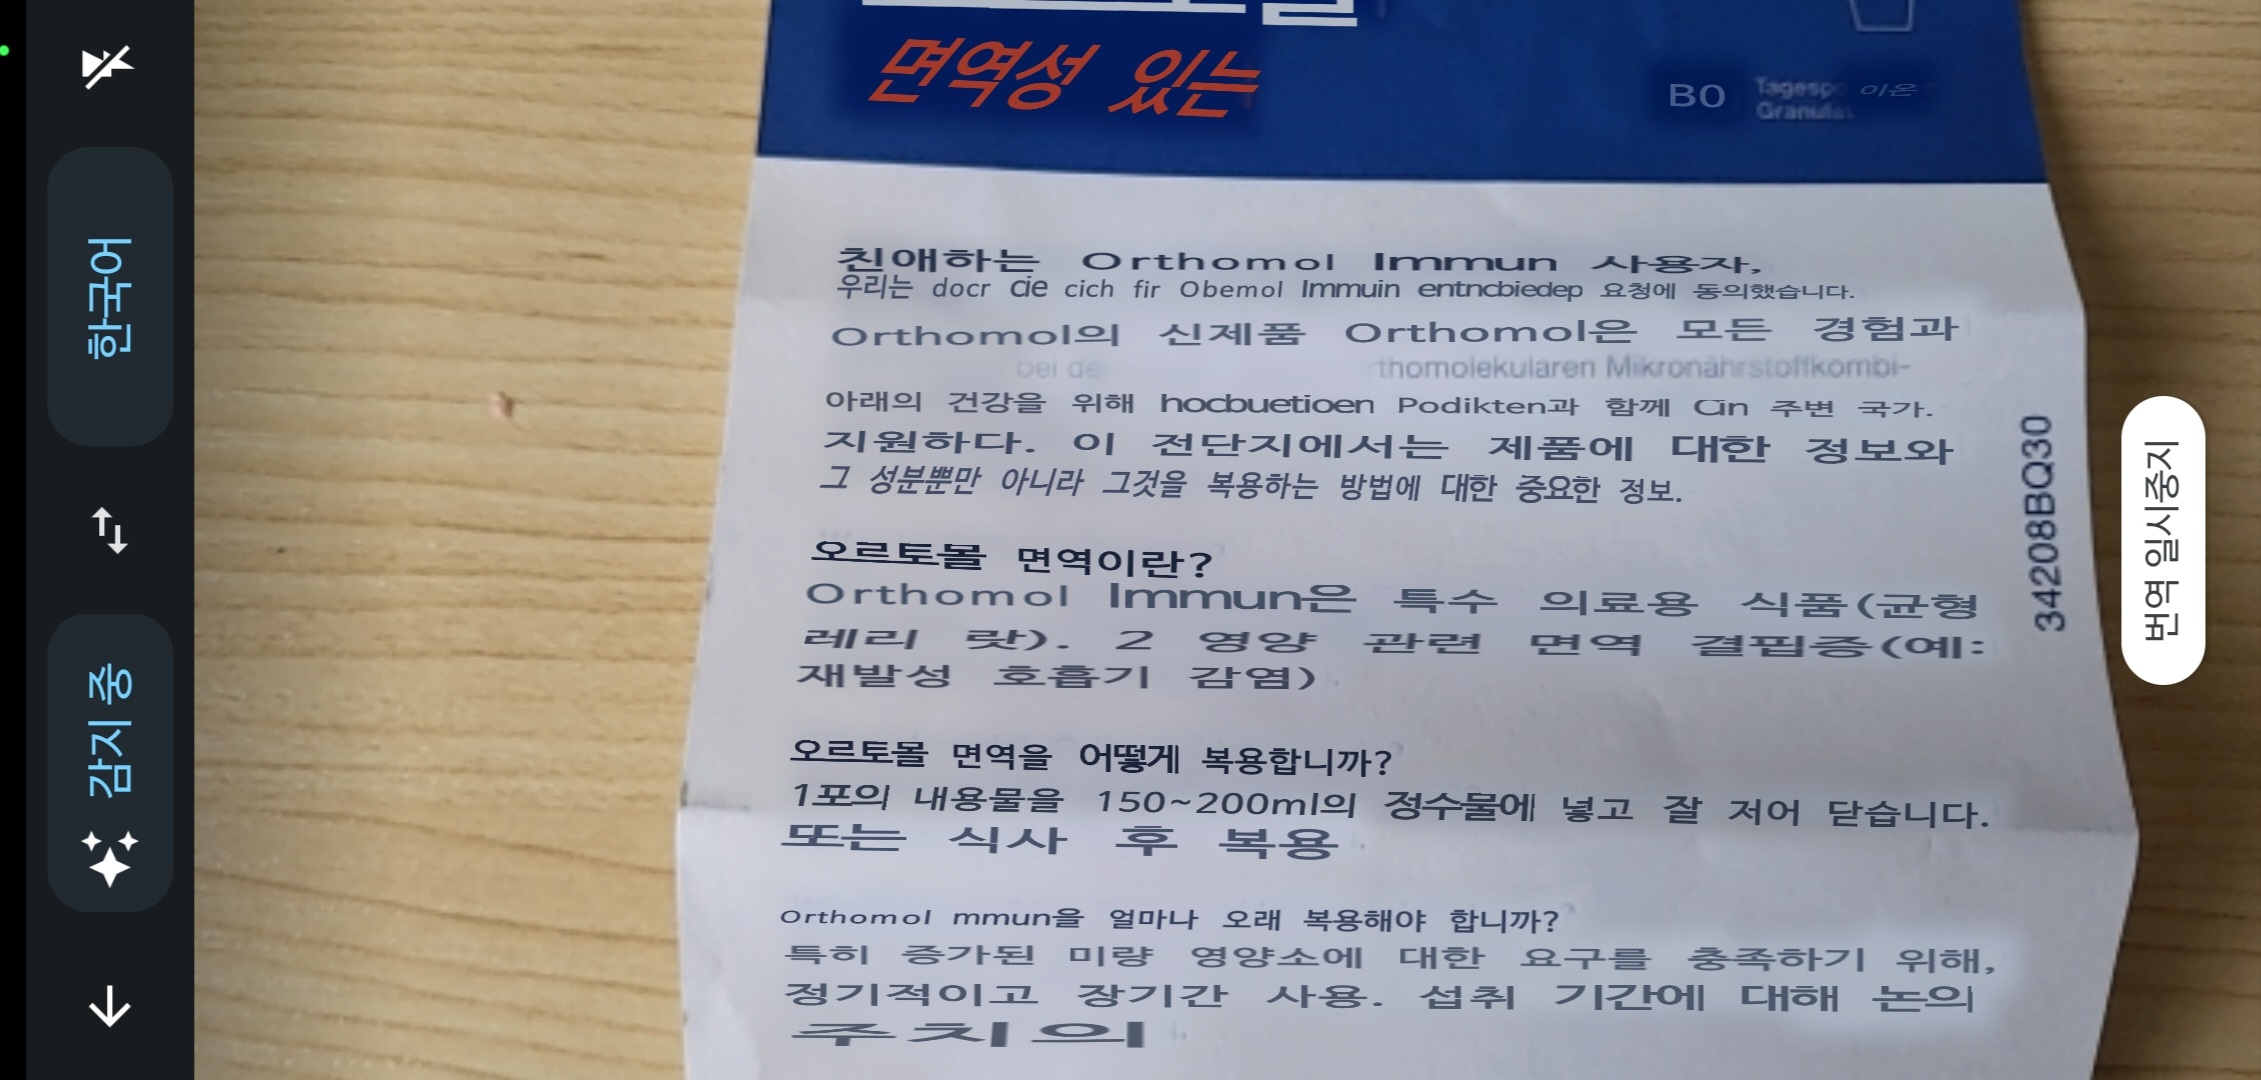 면역성 있는
B0 Tagesp 이온
Granulat
친애하는 Orthomol Immun 사용자,
우리는 docr cie cich fir Obemol Immuin entncbiedep 요청에 동의했습니다.
Orthomol의 신제품 Orthomol은 모든 경험과
bei de rthomolekularen Mikronährstoffkombi-
아래의 건강을 위해 hocbuetioen Podikten과 함께 Cin 주변 국가.
지원하다. 이 전단지에서는 제품에 대한 정보와
그 성분뿐만 아니라 그것을 복용하는 방법에 대한 중요한 정보.
오르토몰 면역이란?
Orthomol Immun은 특수 의료용 식품(균형
레리 랏). 2 영양 관련 면역 결핍증(예:
재발성 호흡기 감염)
오르토몰 면역을 어떻게 복용합니까?
1포의 내용물을 150~200ml의 정수물에 넣고 잘 저어 닫습니다.
또는 식사 후 복용
Orthomol mmun을 얼마나 오래 복용해야 합니까?
특히 증가된 미량 영양소에 대한 요구를 충족하기 위해,
정기적이고 장기간 사용. 섭취 기간에 대해 논의
주치의
34208BQ30
한국어
감지 중
번역 일시중지